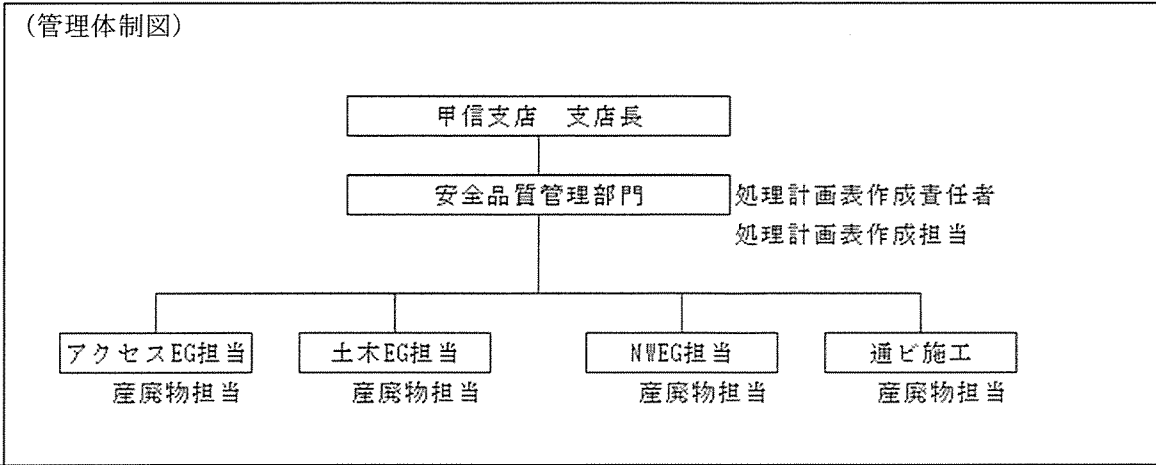 (管理体制図)
甲信支店 支店長
安全品質管理部門 処理計画表作成責任者
処理計画表作成担当
アクセスEG担当 土木EG担当 NWEG担当 通ビ施工
産廃物担当 産廃物担当 産廃物担当 産廃物担当